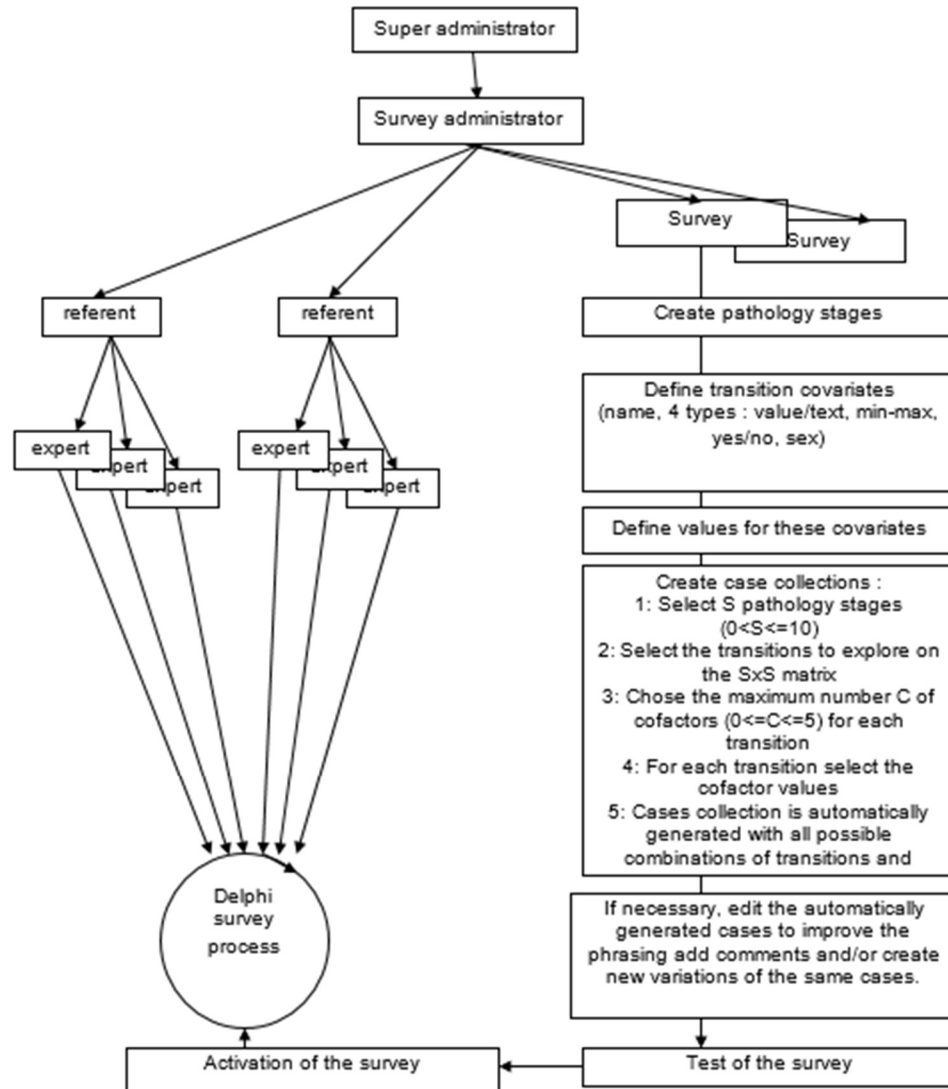 Super administrator
Survey administrator
Survey
Survey
referent
referent
Create pathology stages
Define transition covariates
(name, 4 types : value/text, min-max,
yes/no, sex)
expert
expert
expert
expert
expert
expert
Define values for these covariates
Create case collections :
1: Select S pathology stages
(0<S<=10)
2: Select the transitions to explore on
the SxS matrix
3: Chose the maximum number C of
cofactors (0<=C<=5) for each
transition
4: For each transition select the
cofactor values
5: Cases collection is automatically
generated with all possible
combinations of transitions and
Delphi
survey
process
If necessary, edit the automatically
generated cases to improve the
phrasing add comments and/or create
new variations of the same cases.
Activation of the survey
Test of the survey